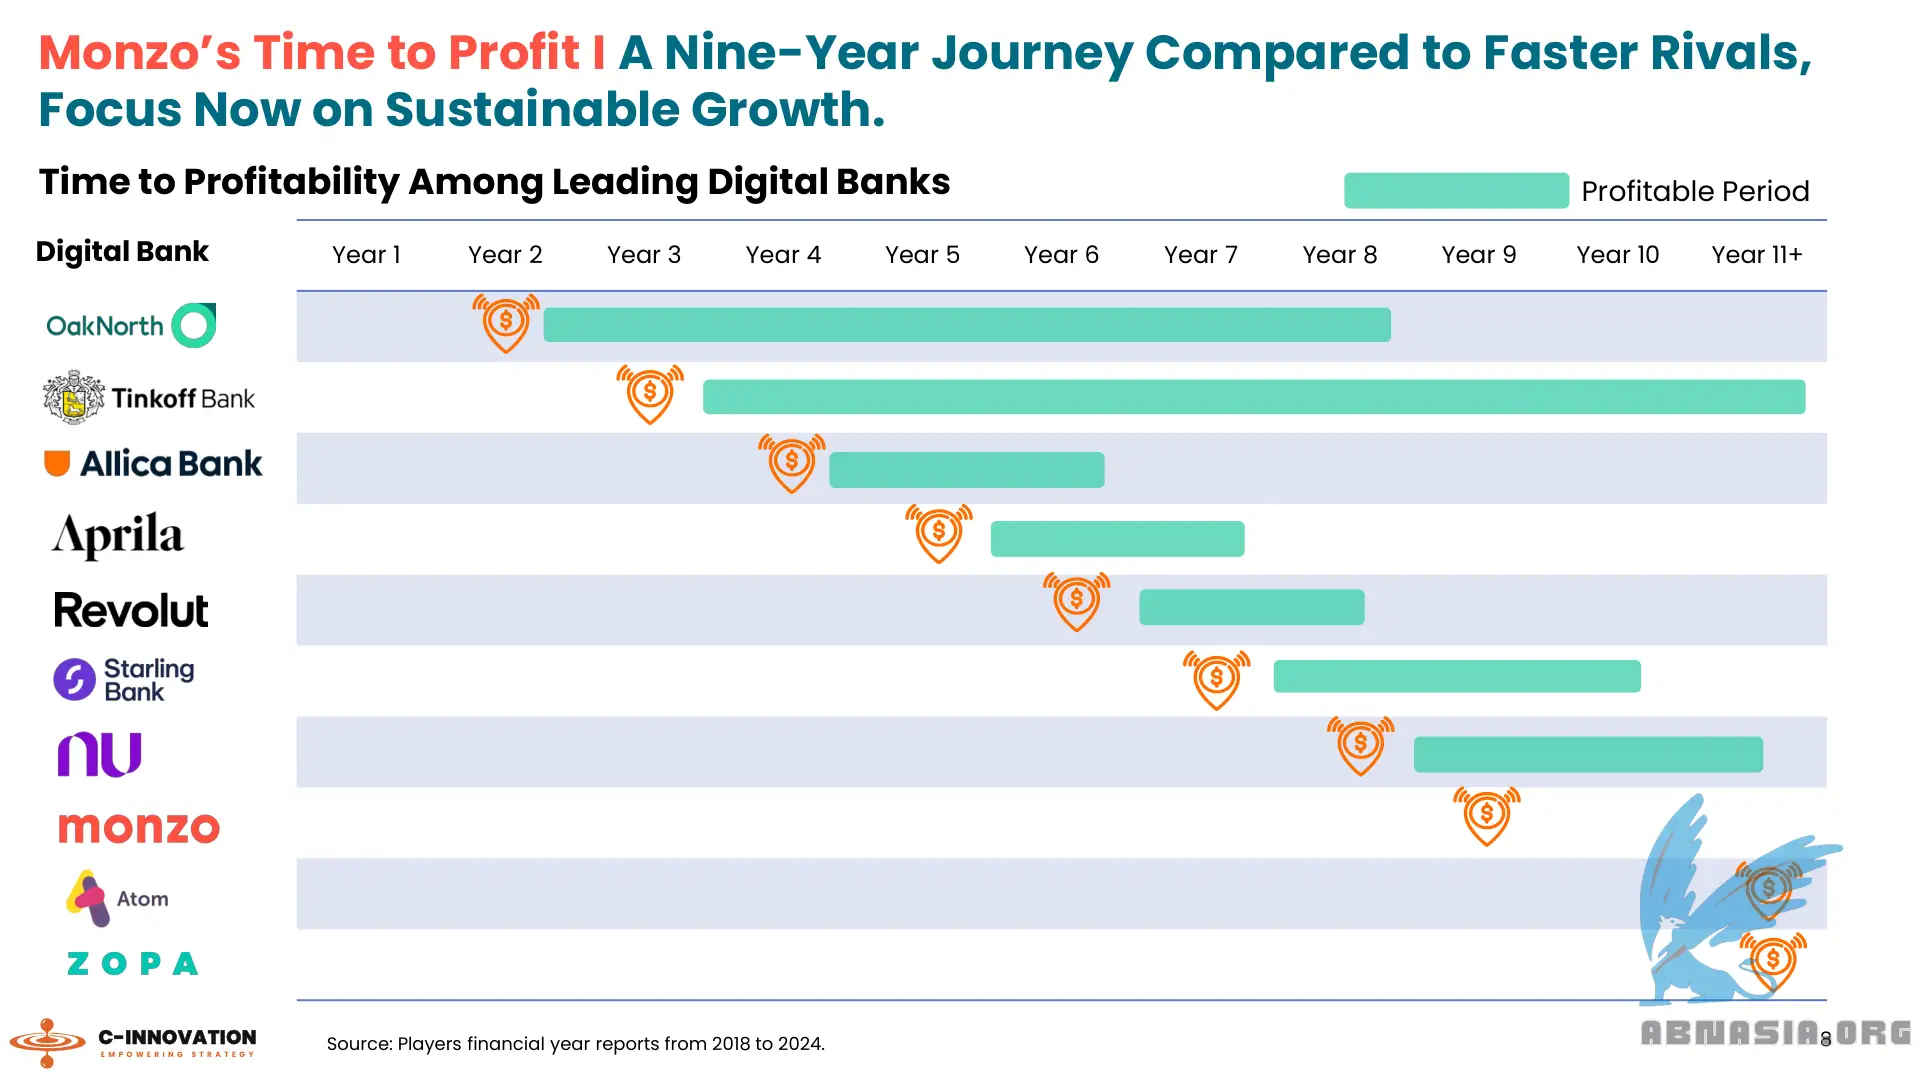 Monzo's Time to Profit I A Nine-Year Journey Compared to Faster Rivals,
Focus Now on Sustainable Growth.
Time to Profitability Among Leading Digital Banks
Profitable Period
Digital Bank
Year 1 Year 2 Year 3 Year 4 Year 5 Year 6 Year 7 Year 8 Year 9 Year 10 Year 11+
OakNorth
$
Tinkoff Bank
$
Allica Bank
$
Aprila
$
Revolut
$
Starling
Bank
$
nu
$
monzo
$
Atom
$
ZOPA
$
C-INNOVATION
EMPOWERING STRATEGY
Source: Players financial year reports from 2018 to 2024.
8
ABNASIA.ORG